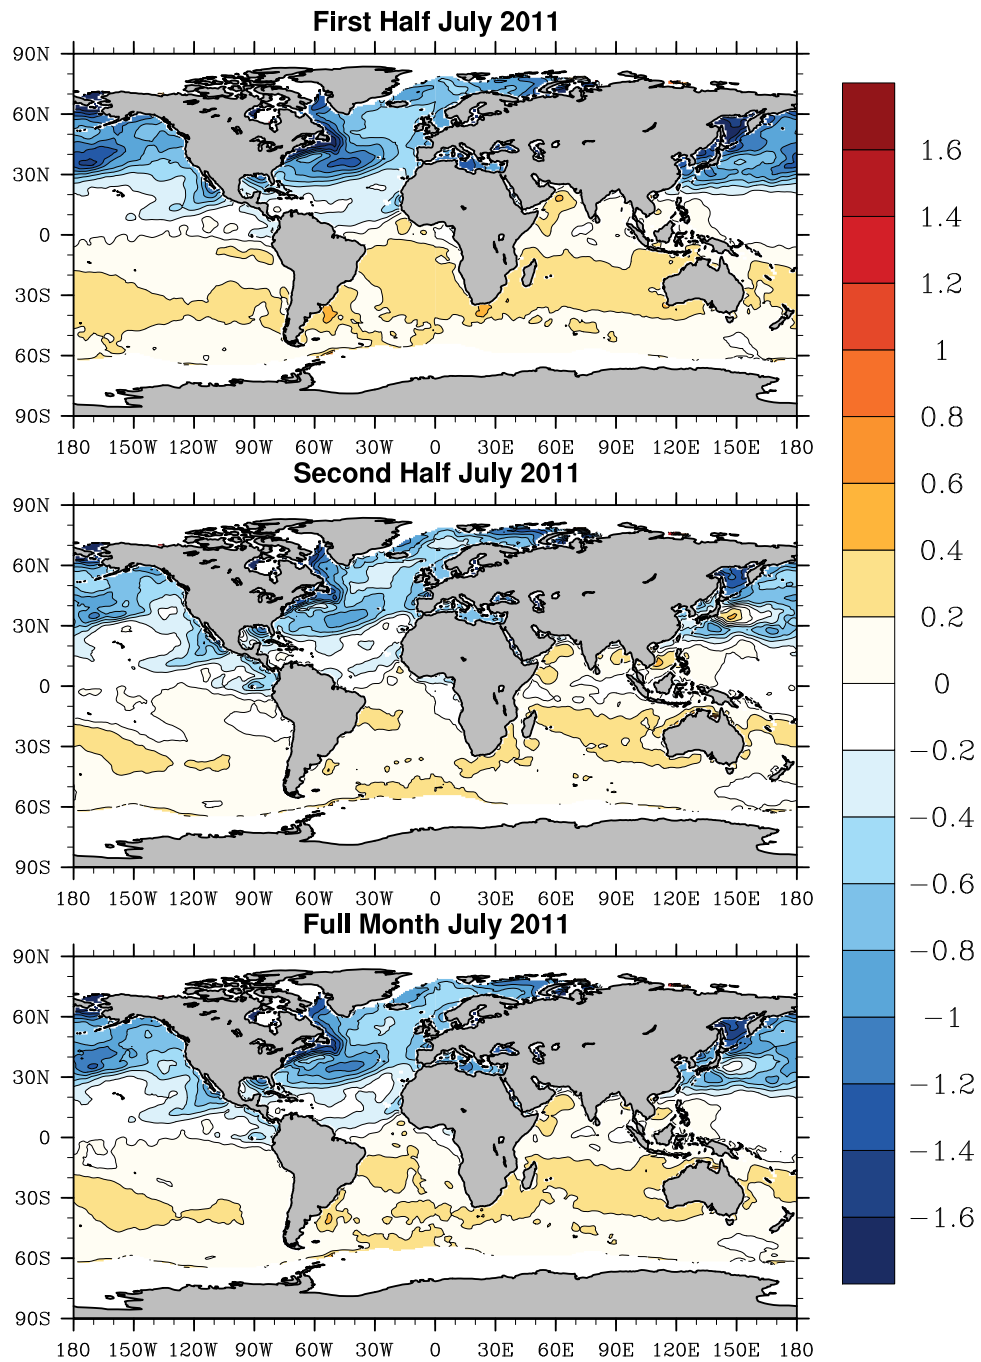 First Half July 2011
90N
60N
30N
0
30S
60S
90S
180 150W 120W 90W 60W 30W 0 30E 60E 90E 120E 150E 180
Second Half July 2011
90N
60N
30N
0
30S
60S
90S
180 150W 120W 90W 60W 30W 0 30E 60E 90E 120E 150E 180
Full Month July 2011
90N
60N
30N
0
30S
60S
90S
180 150W 120W 90W 60W 30W 0 30E 60E 90E 120E 150E 180
1.6
1.4
1.2
1
0.8
0.6
0.4
0.2
0
−0.2
−0.4
−0.6
−0.8
−1
−1.2
−1.4
−1.6